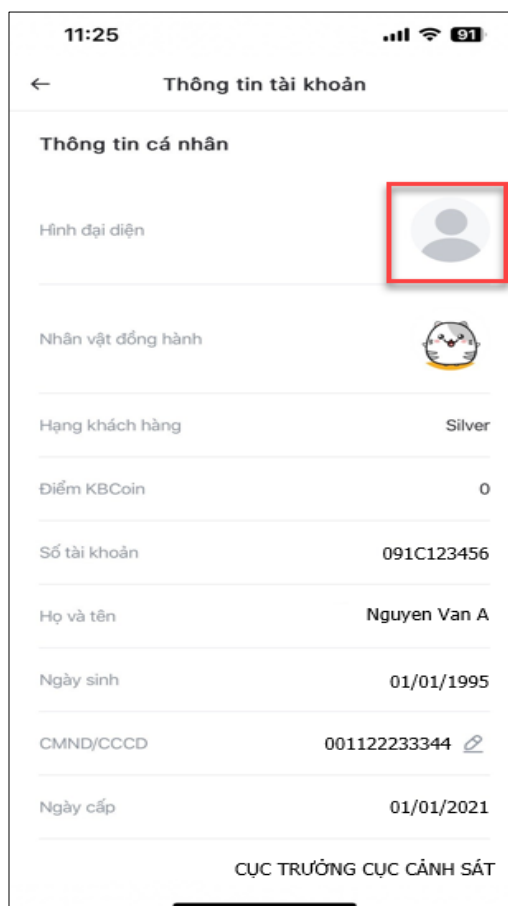 11:25
91
Thông tin tài khoản
Thông tin cá nhân
Hình đại diện
Nhân vật đồng hành
Hạng khách hàng Silver
Điểm KBCoin 0
Số tài khoản 091C123456
Họ và tên Nguyen Van A
Ngày sinh 01/01/1995
CMND/CCCD 001122233344
Ngày cấp 01/01/2021
CỤC TRƯỞNG CỤC CẢNH SÁT